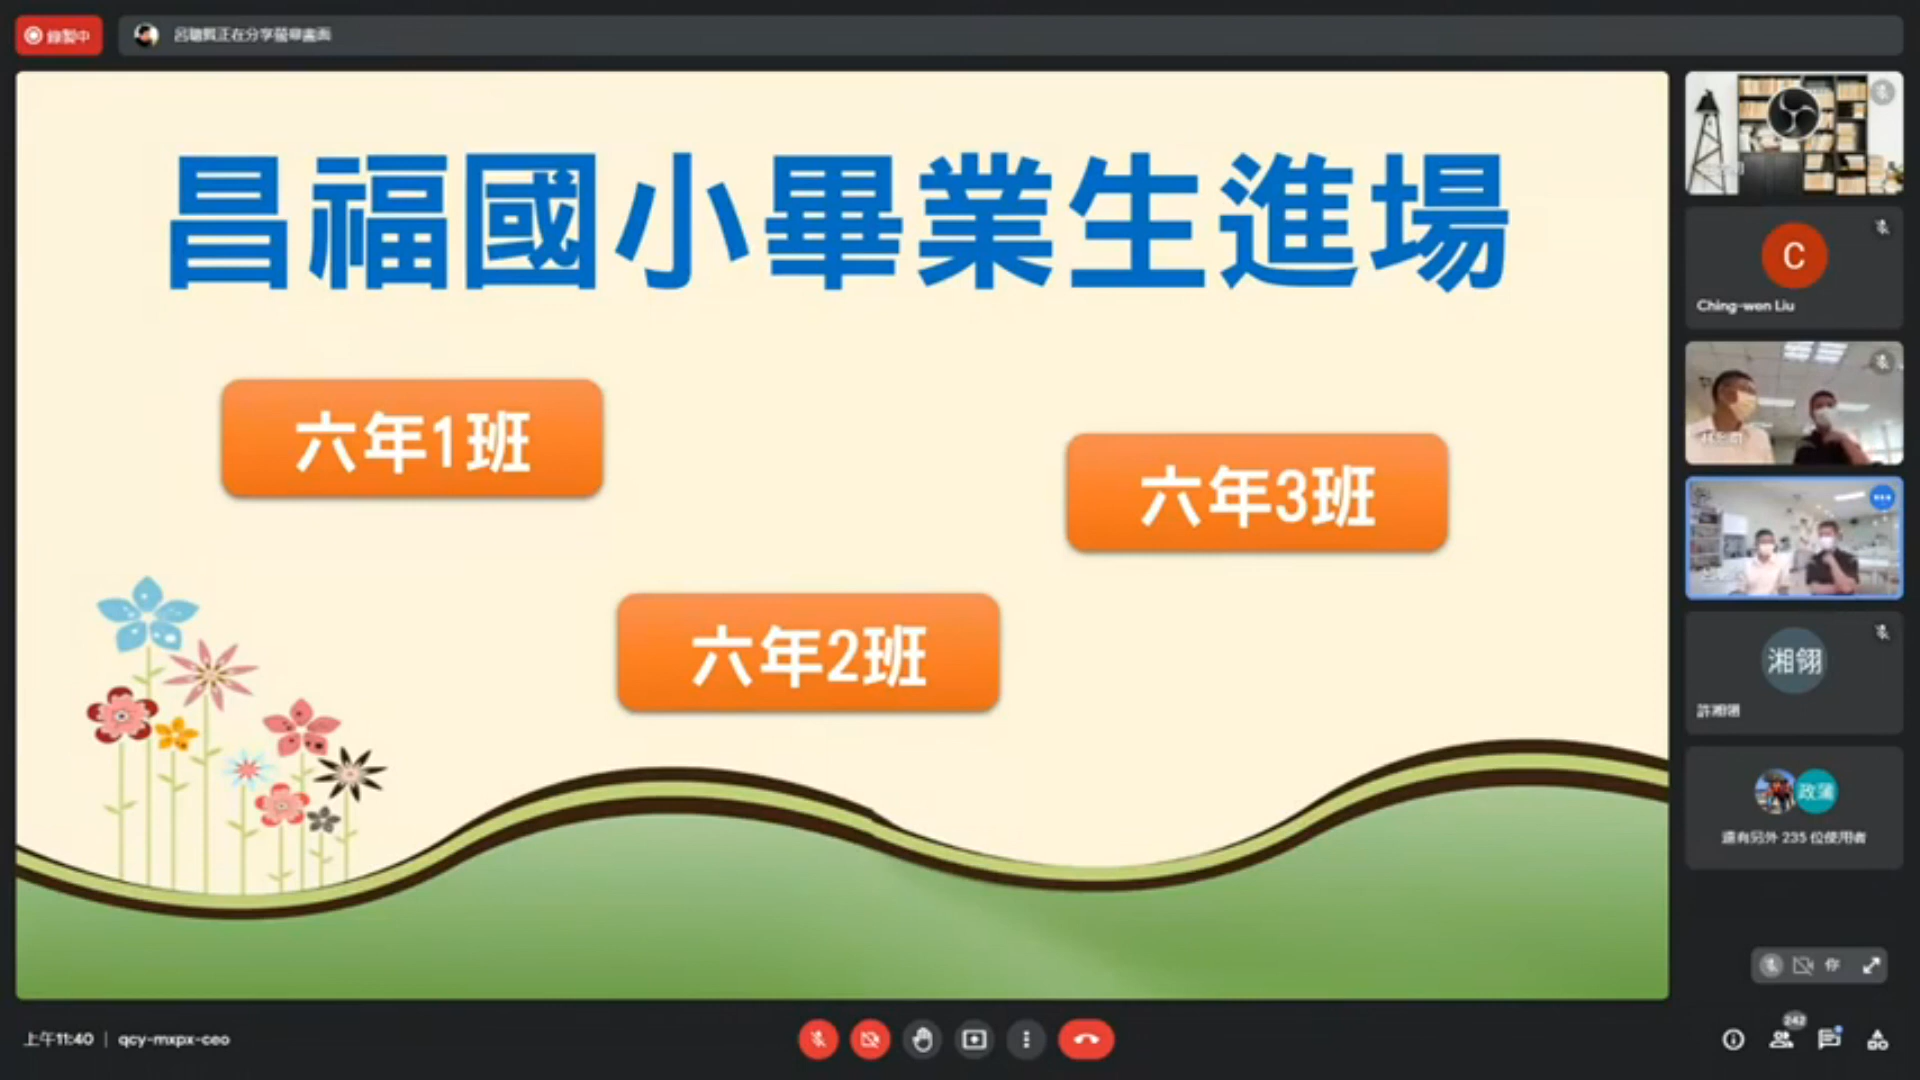 錄製中
呂聰賢正在分享螢幕畫面
昌福國小畢業生進場
六年1班
六年3班
六年2班
C
Ching-wen Liu
湘翎
許湘翎
政蒲
還有另外 235 位使用者
你
上午11:40 | qcy-mxpx-ceo
242